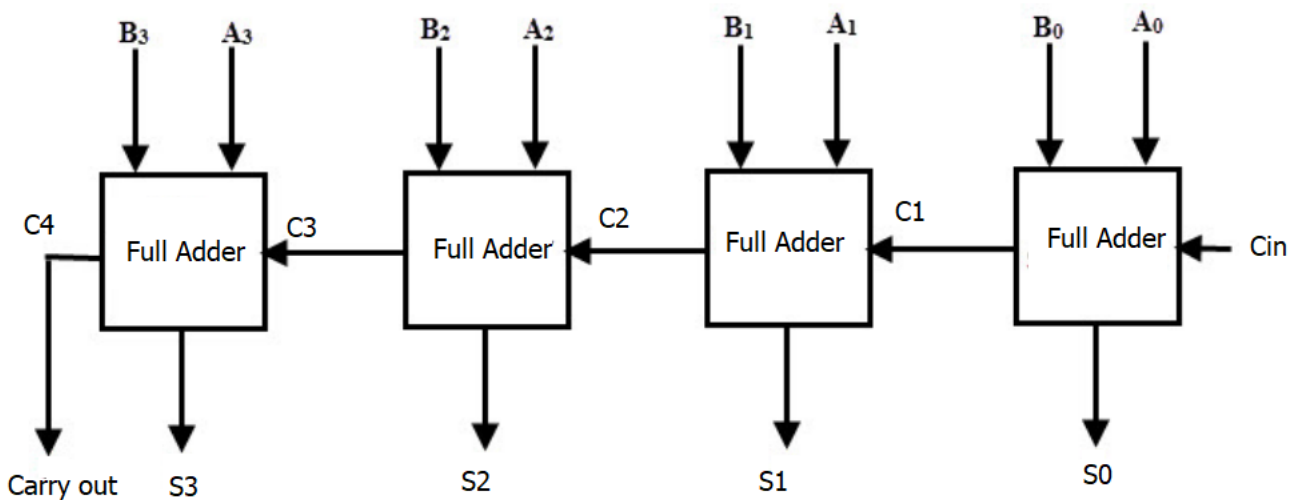 B₃ A₃ B₂ A₂ B₁ A₁ B₀ A₀
C4 Full Adder C3 Full Adder C2 Full Adder C1 Full Adder Cin
Carry out S3 S2 S1 S0